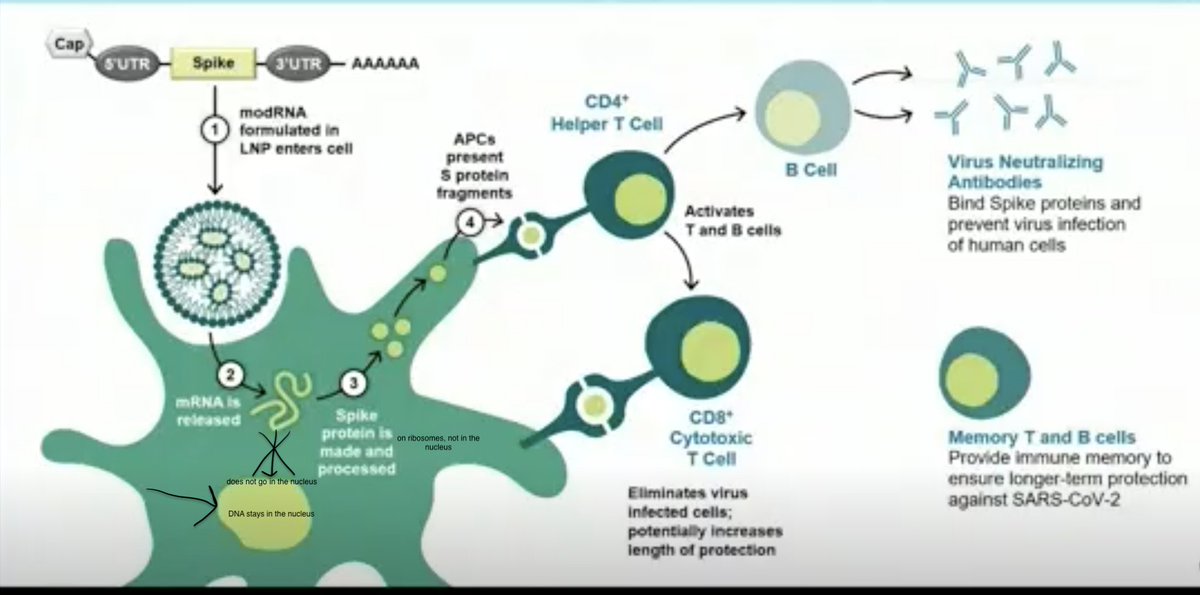 Cap
5'UTR
Spike
3'UTR
AAAAAA
1
modRNA
formulated in
LNP enters cell
2
mRNA is
released
3
Spike
protein is
made and
processed
on ribosomes, not in the
nucleus
does not go in the nucleus
DNA stays in the nucleus
APCs
present
S protein
fragments
4
CD4+
Helper T Cell
Activates
T and B cells
B Cell
Virus Neutralizing
Antibodies
Bind Spike proteins and
prevent virus infection
of human cells
CD8+
Cytotoxic
T Cell
Eliminates virus
infected cells;
potentially increases
length of protection
Memory T and B cells
Provide immune memory to
ensure longer-term protection
against SARS-CoV-2